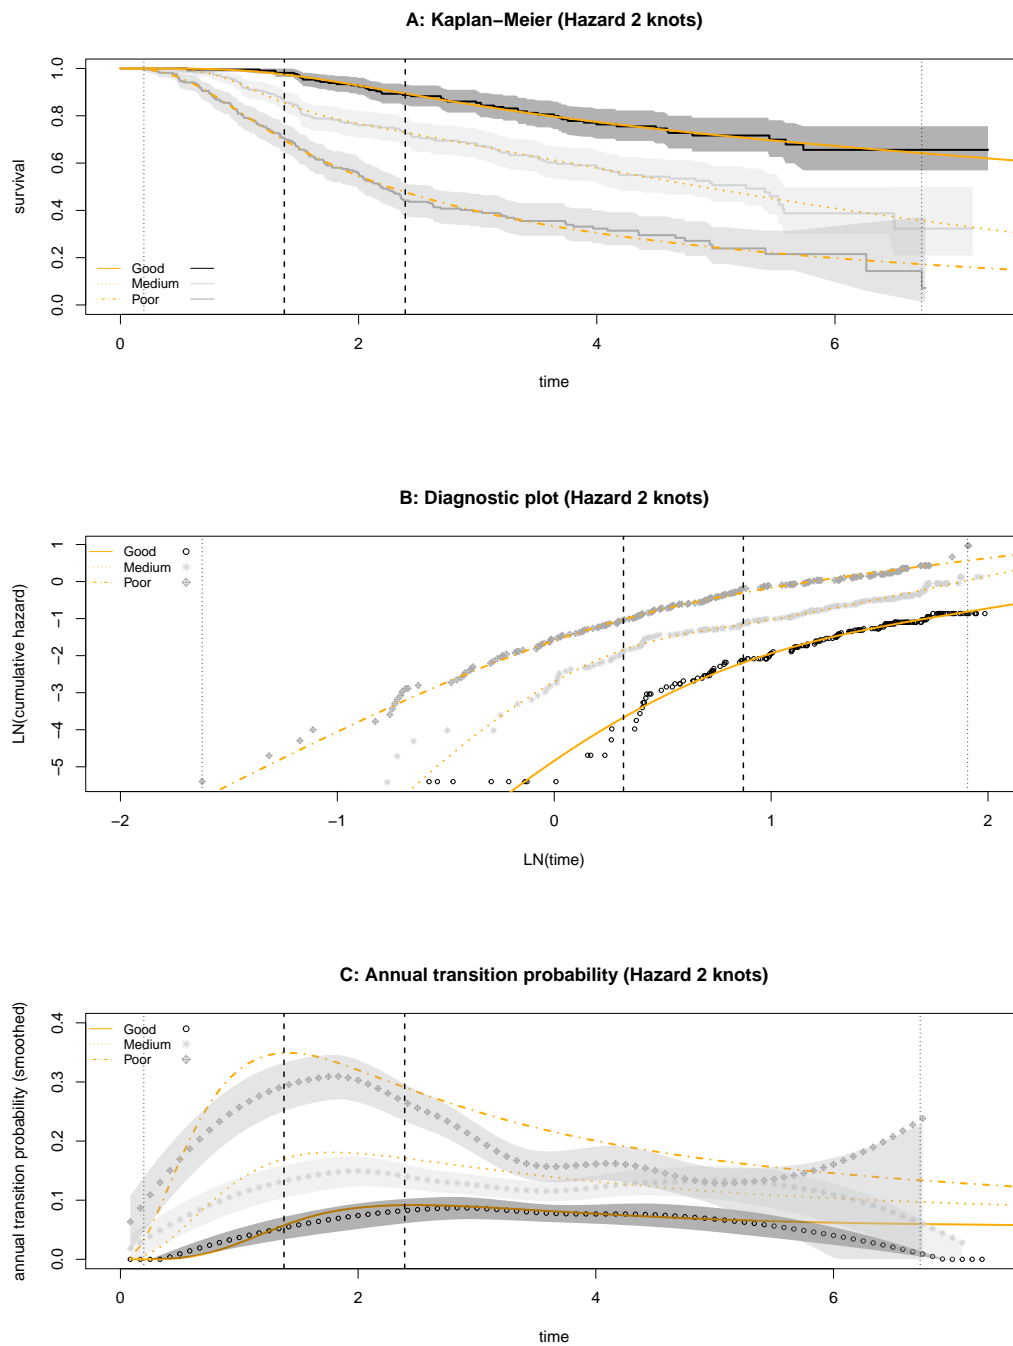 A: Kaplan−Meier (Hazard 2 knots)
survival
1.0
0.8
0.6
0.4
0.2
0.0
Good
Medium
Poor
0 2 4 6
time
B: Diagnostic plot (Hazard 2 knots)
LN(cumulative hazard)
1
0
−1
−2
−3
−4
−5
Good
Medium
Poor
−2 −1 0 1 2
LN(time)
C: Annual transition probability (Hazard 2 knots)
annual transition probability (smoothed)
0.4
0.3
0.2
0.1
0.0
Good
Medium
Poor
0 2 4 6
time